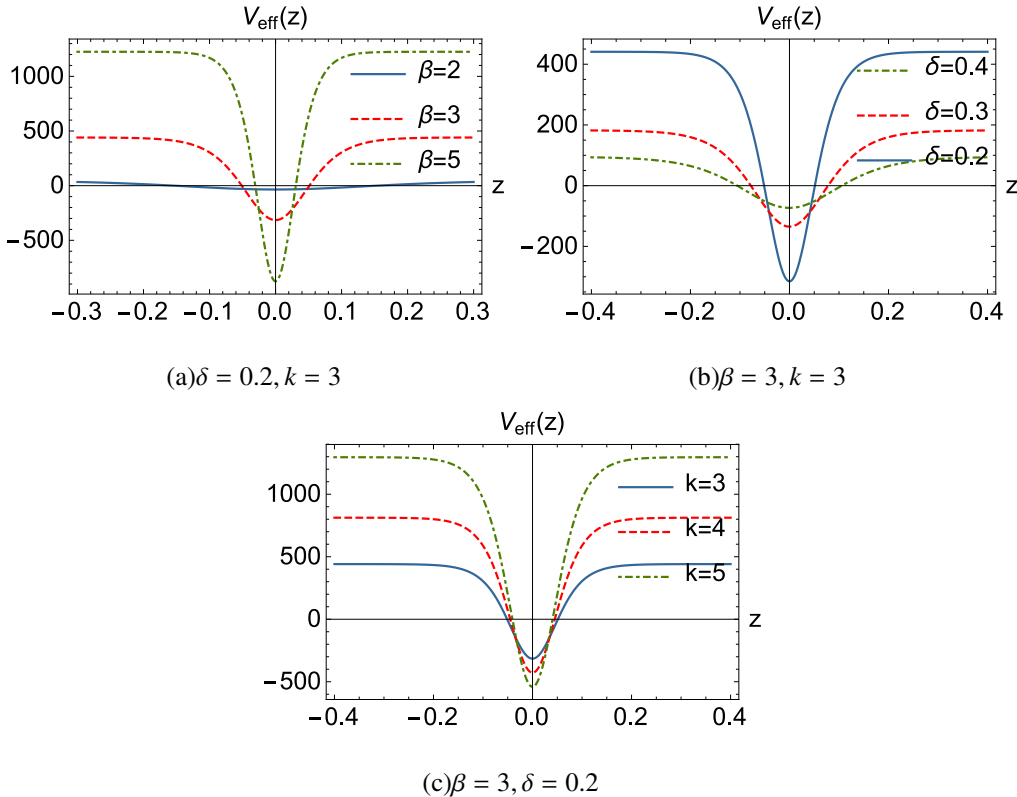 V_eff(z)
1000
500
0
−500
−0.3 −0.2 −0.1 0.0 0.1 0.2 0.3
z
β=2
β=3
β=5
(a)δ = 0.2, k = 3
V_eff(z)
400
200
0
−200
−0.4 −0.2 0.0 0.2 0.4
z
δ=0.4
δ=0.3
δ=0.2
(b)β = 3, k = 3
V_eff(z)
1000
500
0
−500
−0.4 −0.2 0.0 0.2 0.4
z
k=3
k=4
k=5
(c)β = 3, δ = 0.2